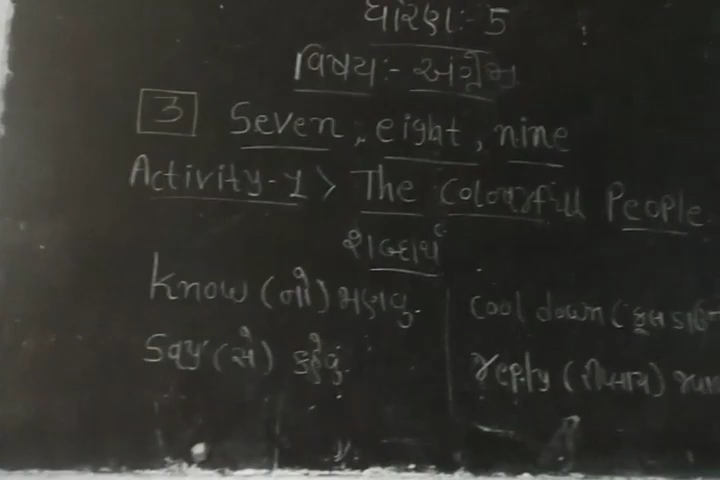 ધોરણ:- 5
વિષય:- અંગ્રેજી
3 Seven, eight, nine
Activity-1 > The Colourfull People
શબ્દાર્થ
know (નો) જાણવું
Say (સે) કહેવું
cool down (કુલ ડાઉન
reply (રીપ્લાય)